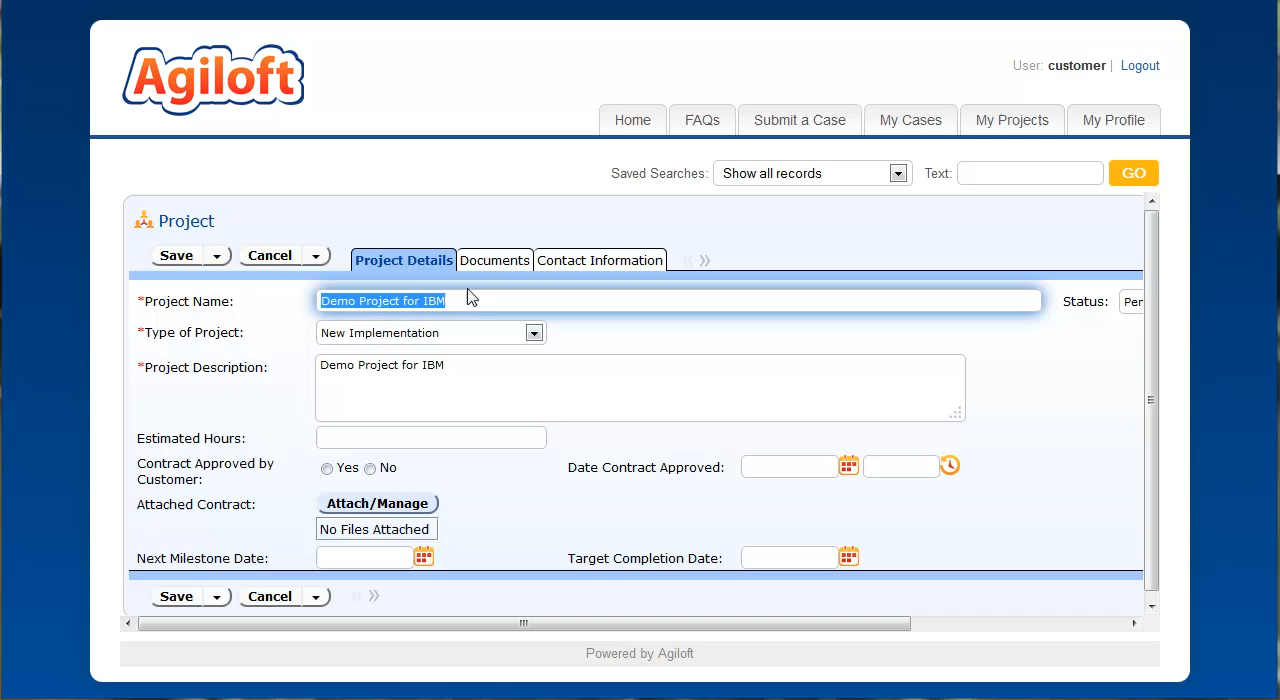 Agiloft
User: customer | Logout
Home FAQs Submit a Case My Cases My Projects My Profile
Saved Searches: Show all records Text: GO
Project
Save Cancel Project Details Documents Contact Information « »
*Project Name: Demo Project for IBM Status: Per
*Type of Project: New Implementation
*Project Description: Demo Project for IBM
Estimated Hours:
Contract Approved by
Customer: Yes No Date Contract Approved:
Attached Contract: Attach/Manage
No Files Attached
Next Milestone Date: Target Completion Date:
Save Cancel « »
Powered by Agiloft